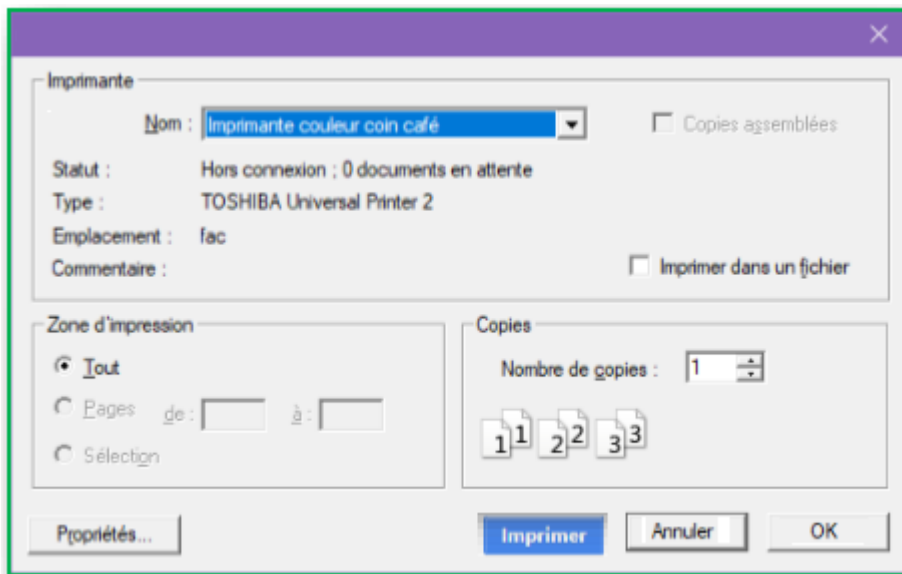 Imprimante
Nom : Imprimante couleur coin café
Copies assemblées
Statut : Hors connexion ; 0 documents en attente
Type : TOSHIBA Universal Printer 2
Emplacement : fac
Commentaire :
Imprimer dans un fichier
Zone d'impression
Tout
Pages de : à :
Sélection
Copies
Nombre de copies : 1
1 1 2 2 3 3
Propriétés...
Imprimer
Annuler
OK